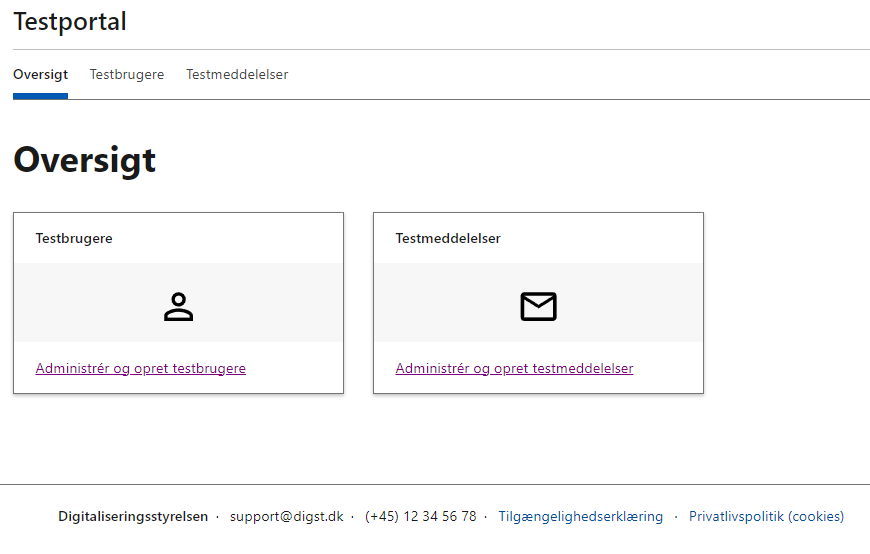 Testportal
Oversigt Testbrugere Testmeddelelser
Oversigt
Testbrugere
Administrér og opret testbrugere
Testmeddelelser
Administrér og opret testmeddelelser
Digitaliseringsstyrelsen · support@digst.dk · (+45) 12 34 56 78 · Tilgængelighedserklæring · Privatlivspolitik (cookies)